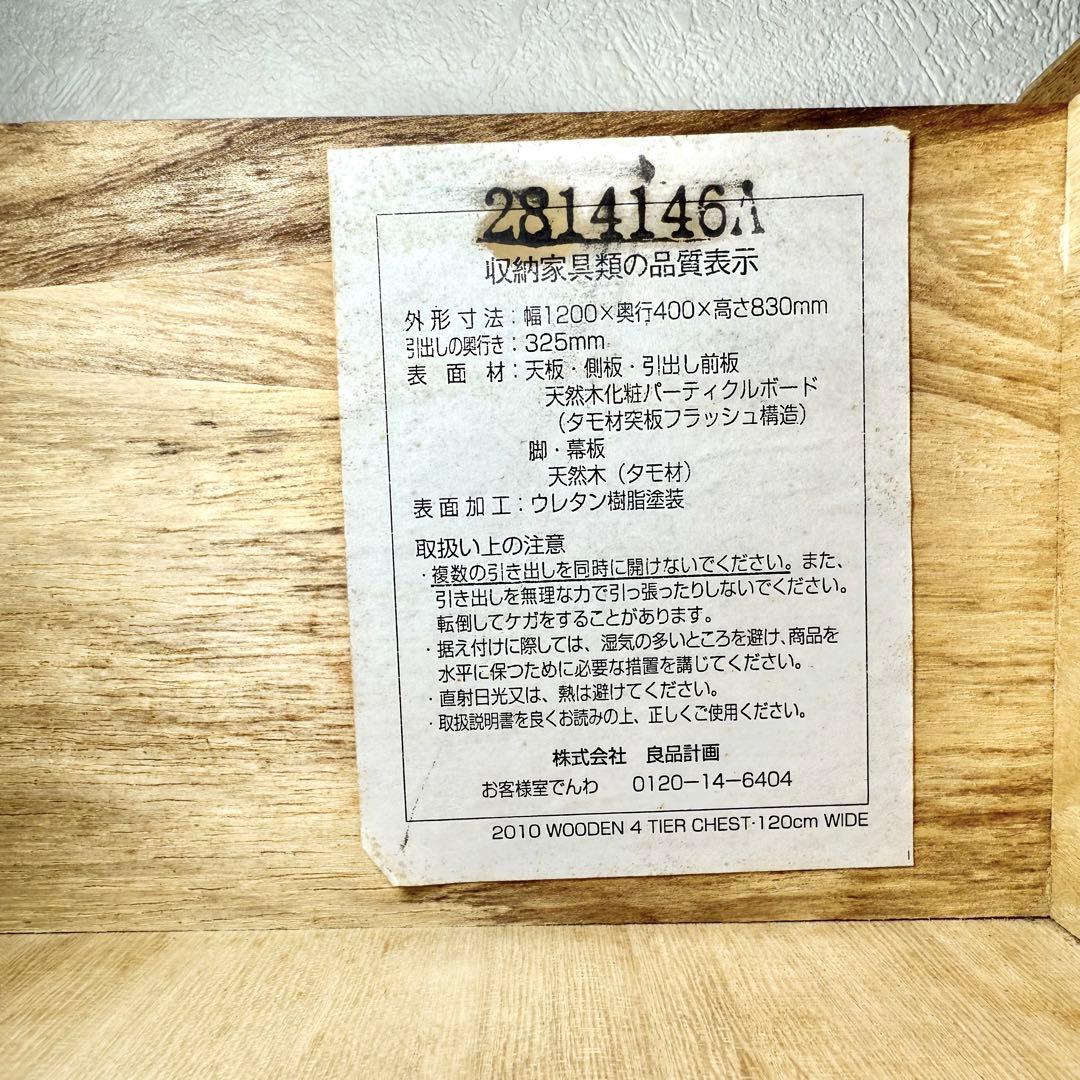 2814146A
収納家具類の品質表示
外形寸法：幅1200×奥行400×高さ830mm
引出しの奥行き：325mm
表面材：天板・側板・引出し前板
天然木化粧パーティクルボード
（タモ材突板フラッシュ構造）
脚・幕板
天然木（タモ材）
表面加工：ウレタン樹脂塗装
取扱い上の注意
・複数の引き出しを同時に開けないでください。また、
引き出しを無理な力で引っ張ったりしないでください。
転倒してケガをすることがあります。
・据え付けに際しては、湿気の多いところを避け、商品を
水平に保つために必要な措置を講じてください。
・直射日光又は、熱は避けてください。
・取扱説明書を良くお読みの上、正しくご使用ください。
株式会社 良品計画
お客様室でんわ 0120-14-6404
2010 WOODEN 4 TIER CHEST・120cm WIDE